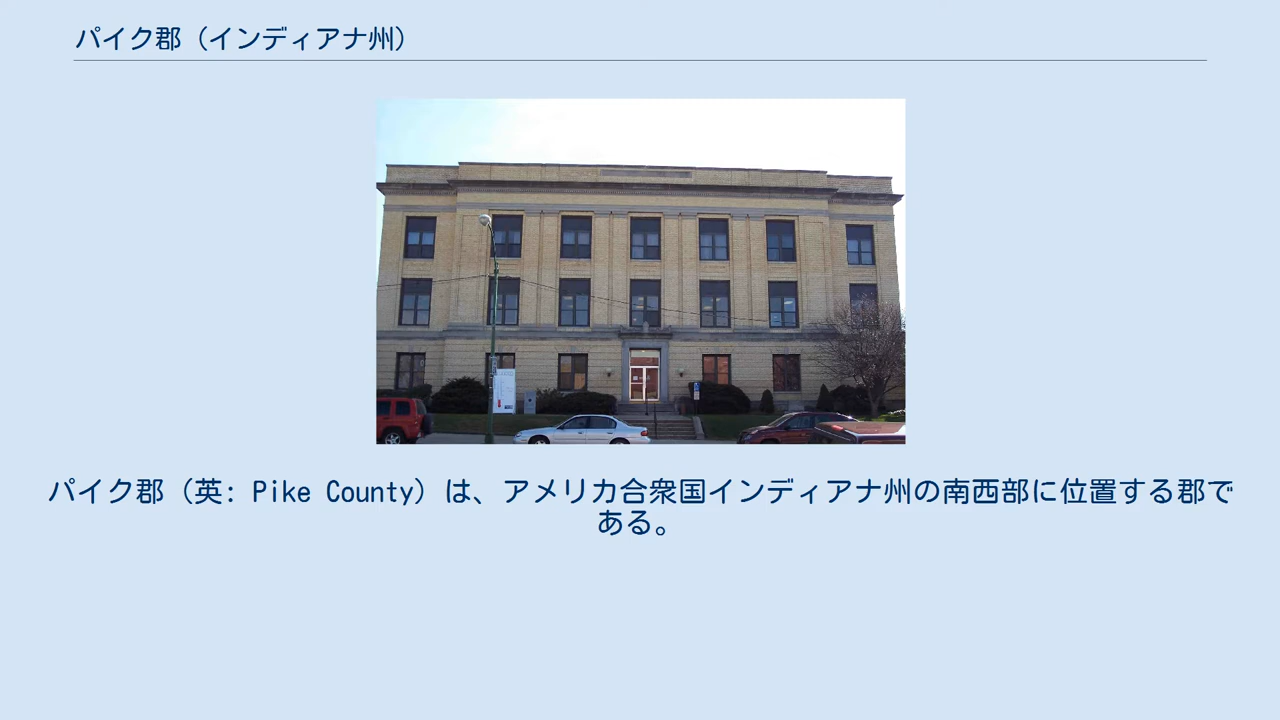 パイク郡（インディアナ州）
パイク郡（英: Pike County）は、アメリカ合衆国インディアナ州の南西部に位置する郡で
ある。